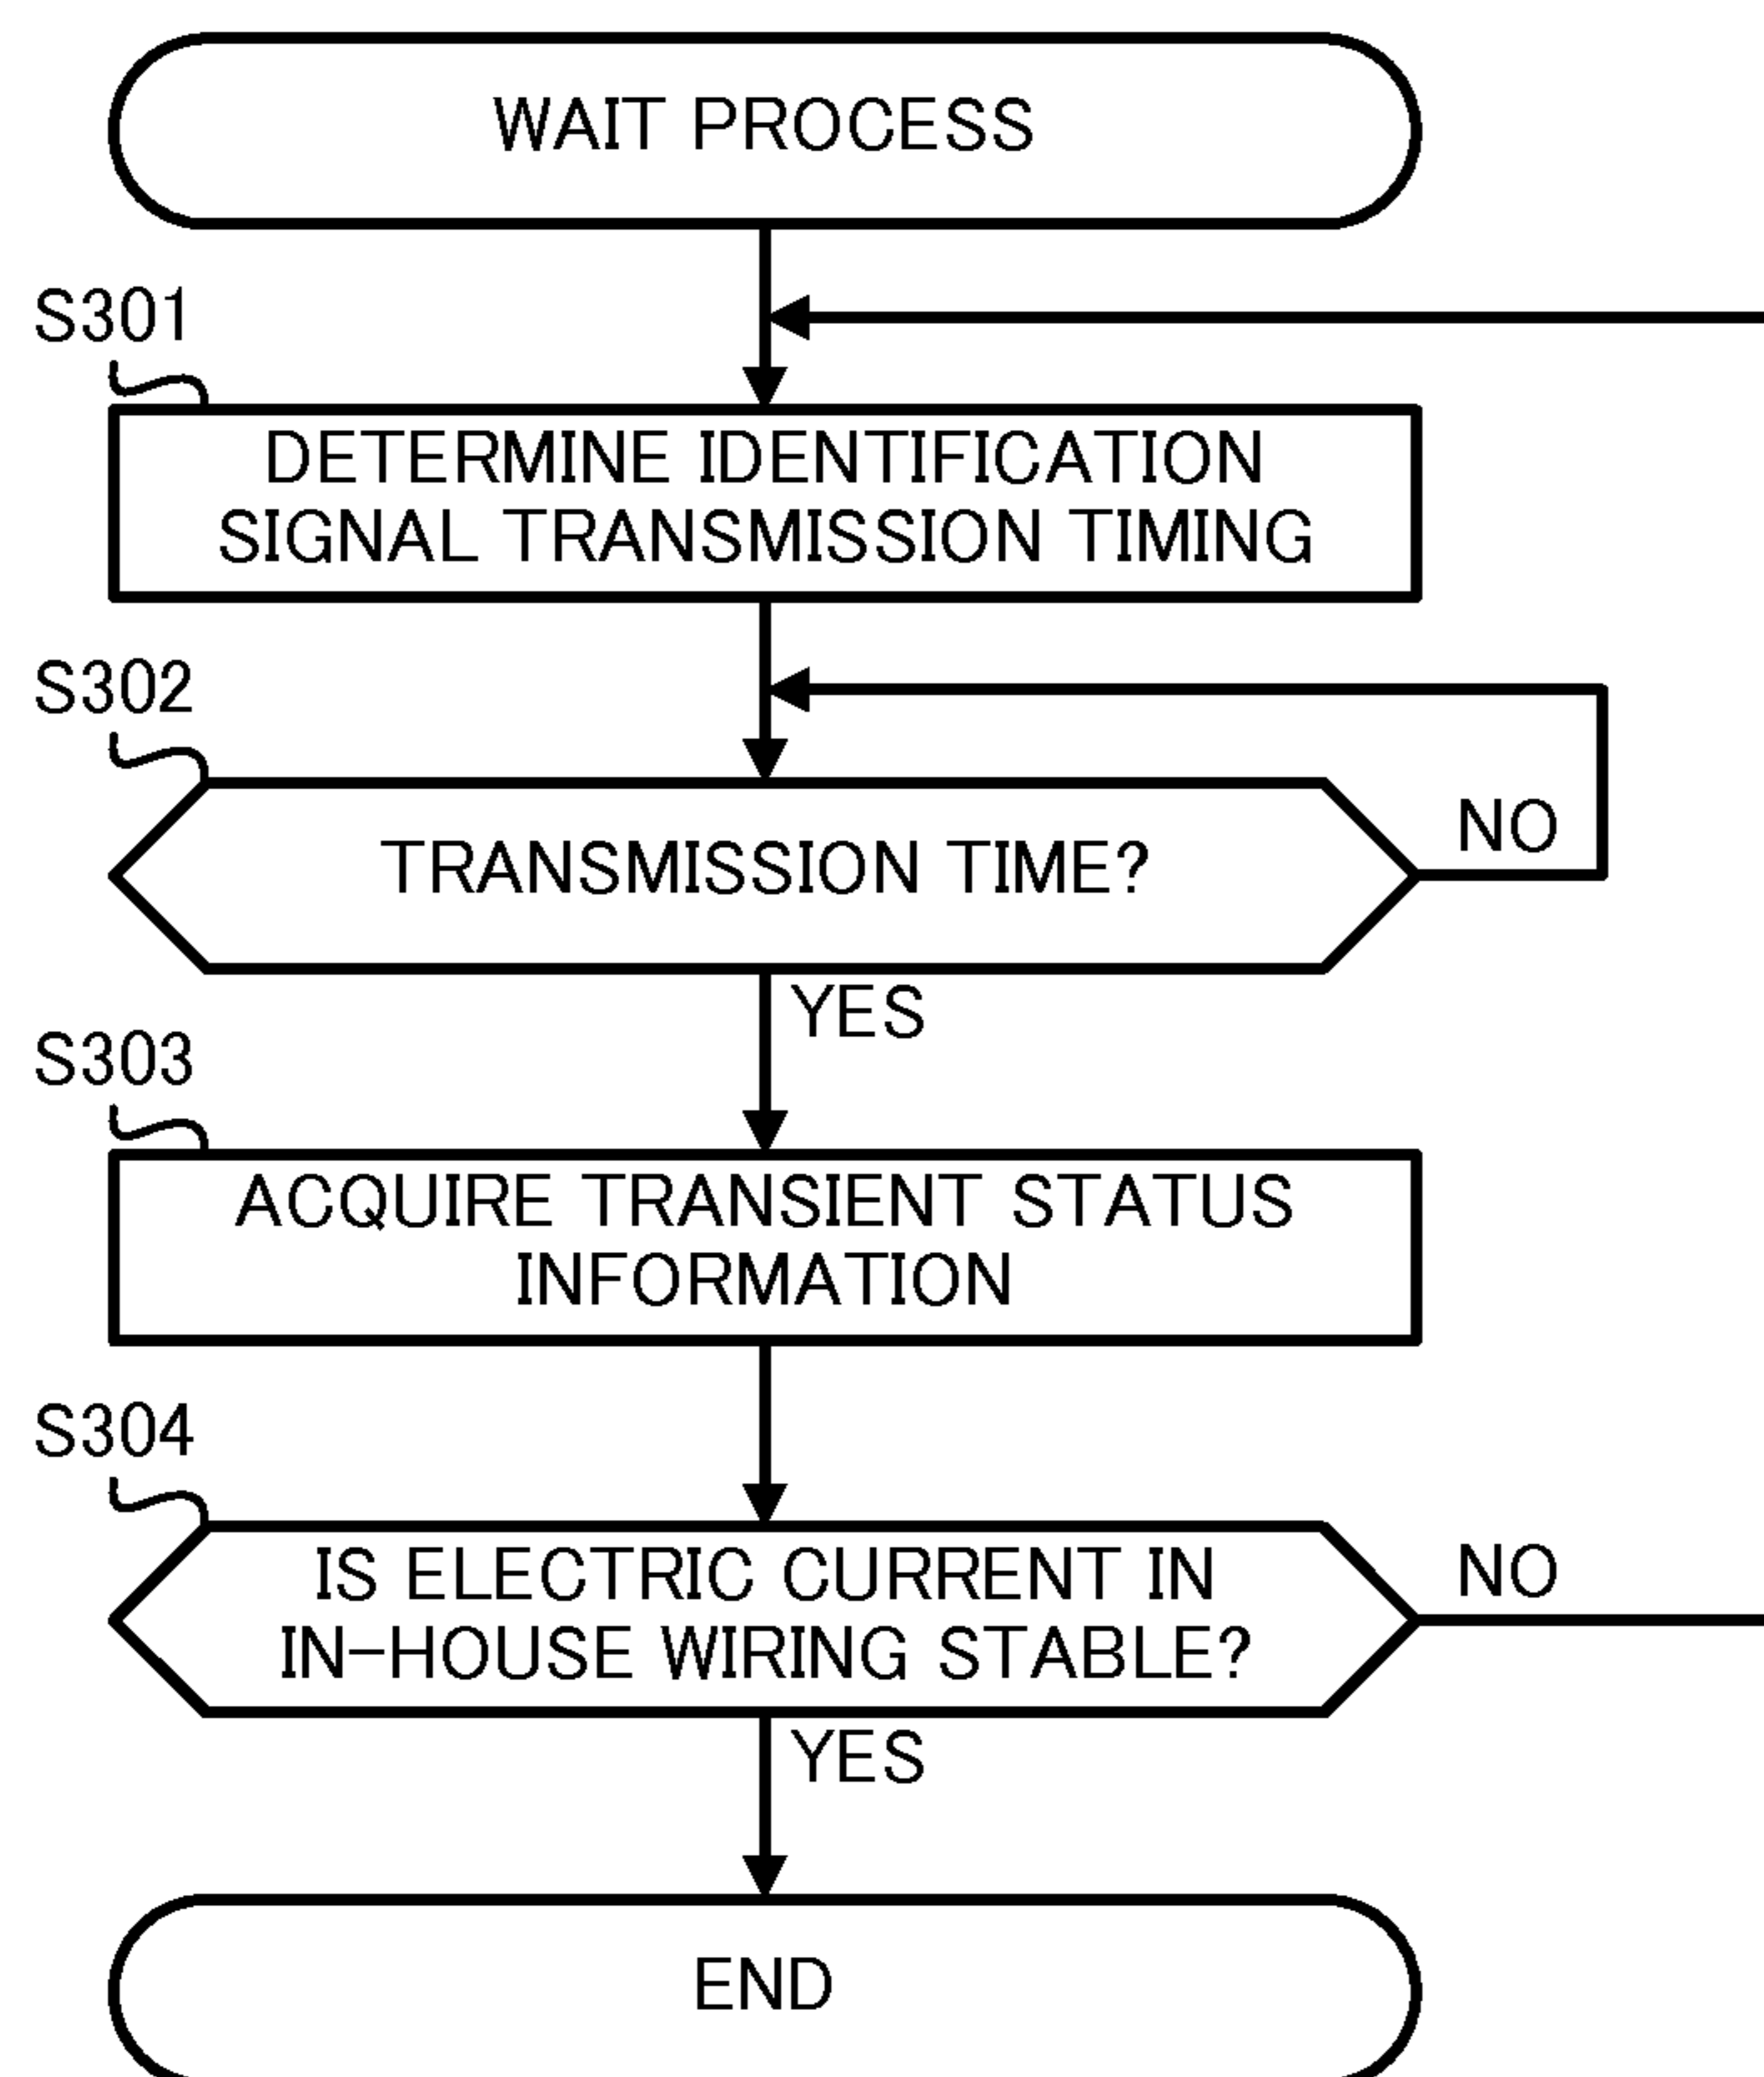 WAIT PROCESS
S301
DETERMINE IDENTIFICATION
SIGNAL TRANSMISSION TIMING
S302
TRANSMISSION TIME?
NO
YES
S303
ACQUIRE TRANSIENT STATUS
INFORMATION
S304
IS ELECTRIC CURRENT IN
IN-HOUSE WIRING STABLE?
NO
YES
END